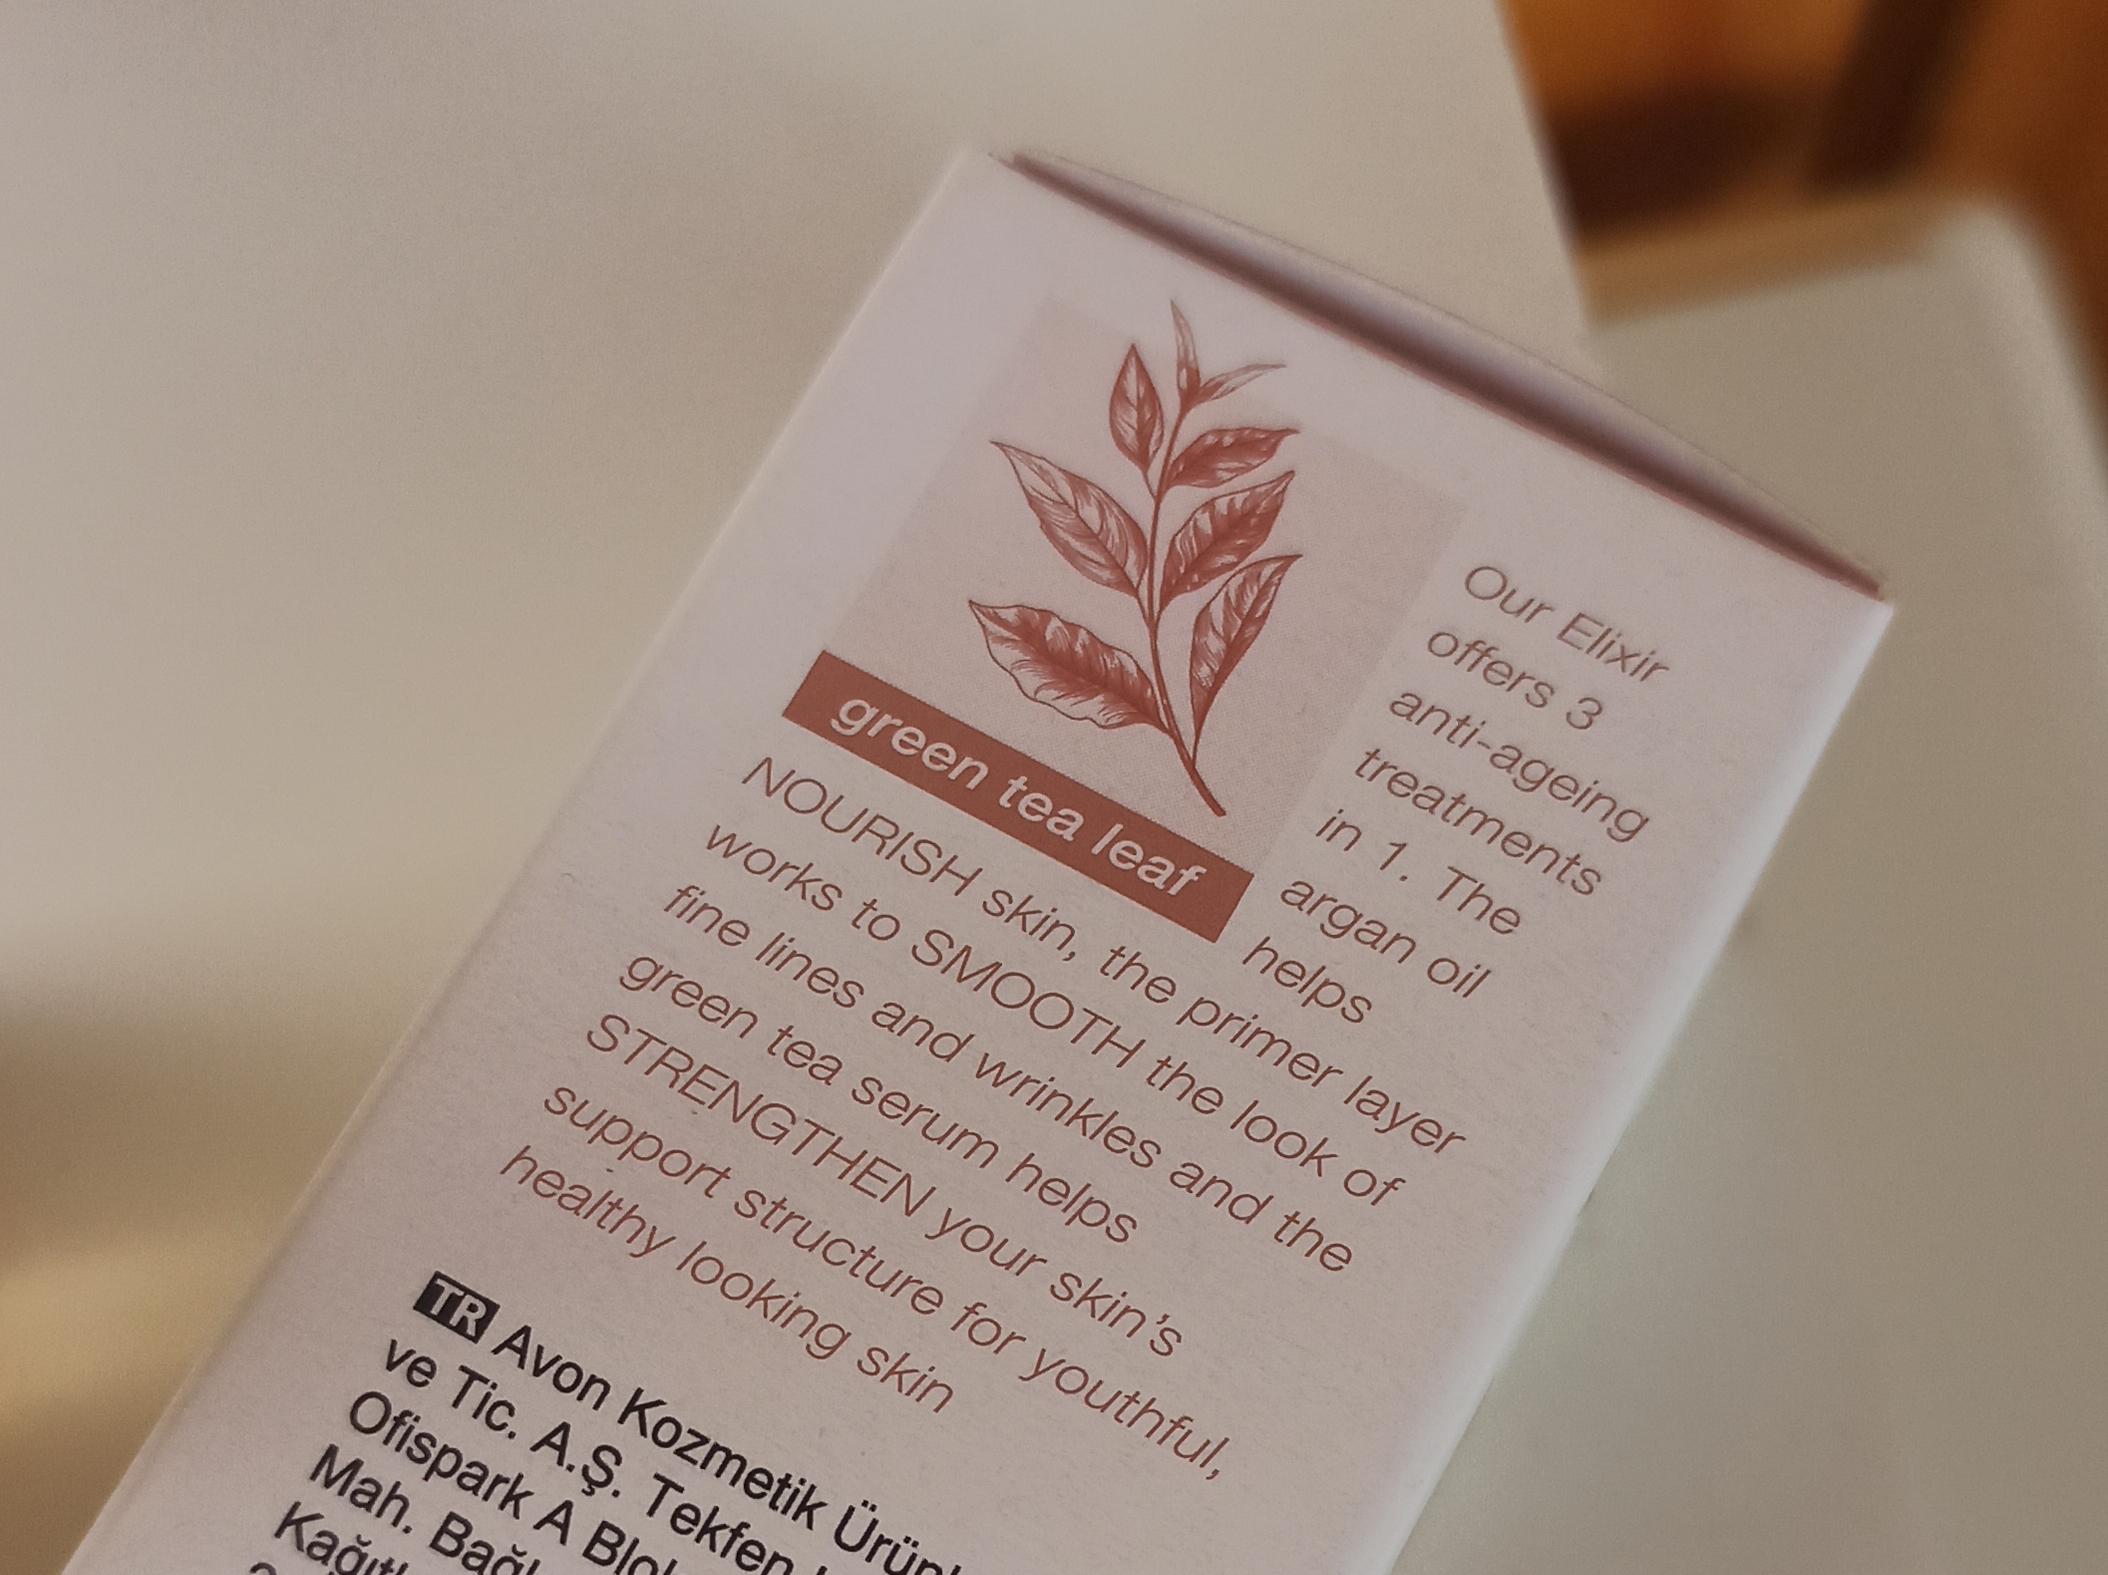 green tea leaf
Our Elixir
offers 3
anti-ageing
treatments
in 1. The
argan oil
helps
NOURISH skin, the primer layer
works to SMOOTH the look of
fine lines and wrinkles and the
green tea serum helps
STRENGTHEN your skin's
support structure for youthful,
healthy looking skin
TR Avon Kozmetik
ve Tic. A.Ş. Tekfen
Ofispark A
Mah.